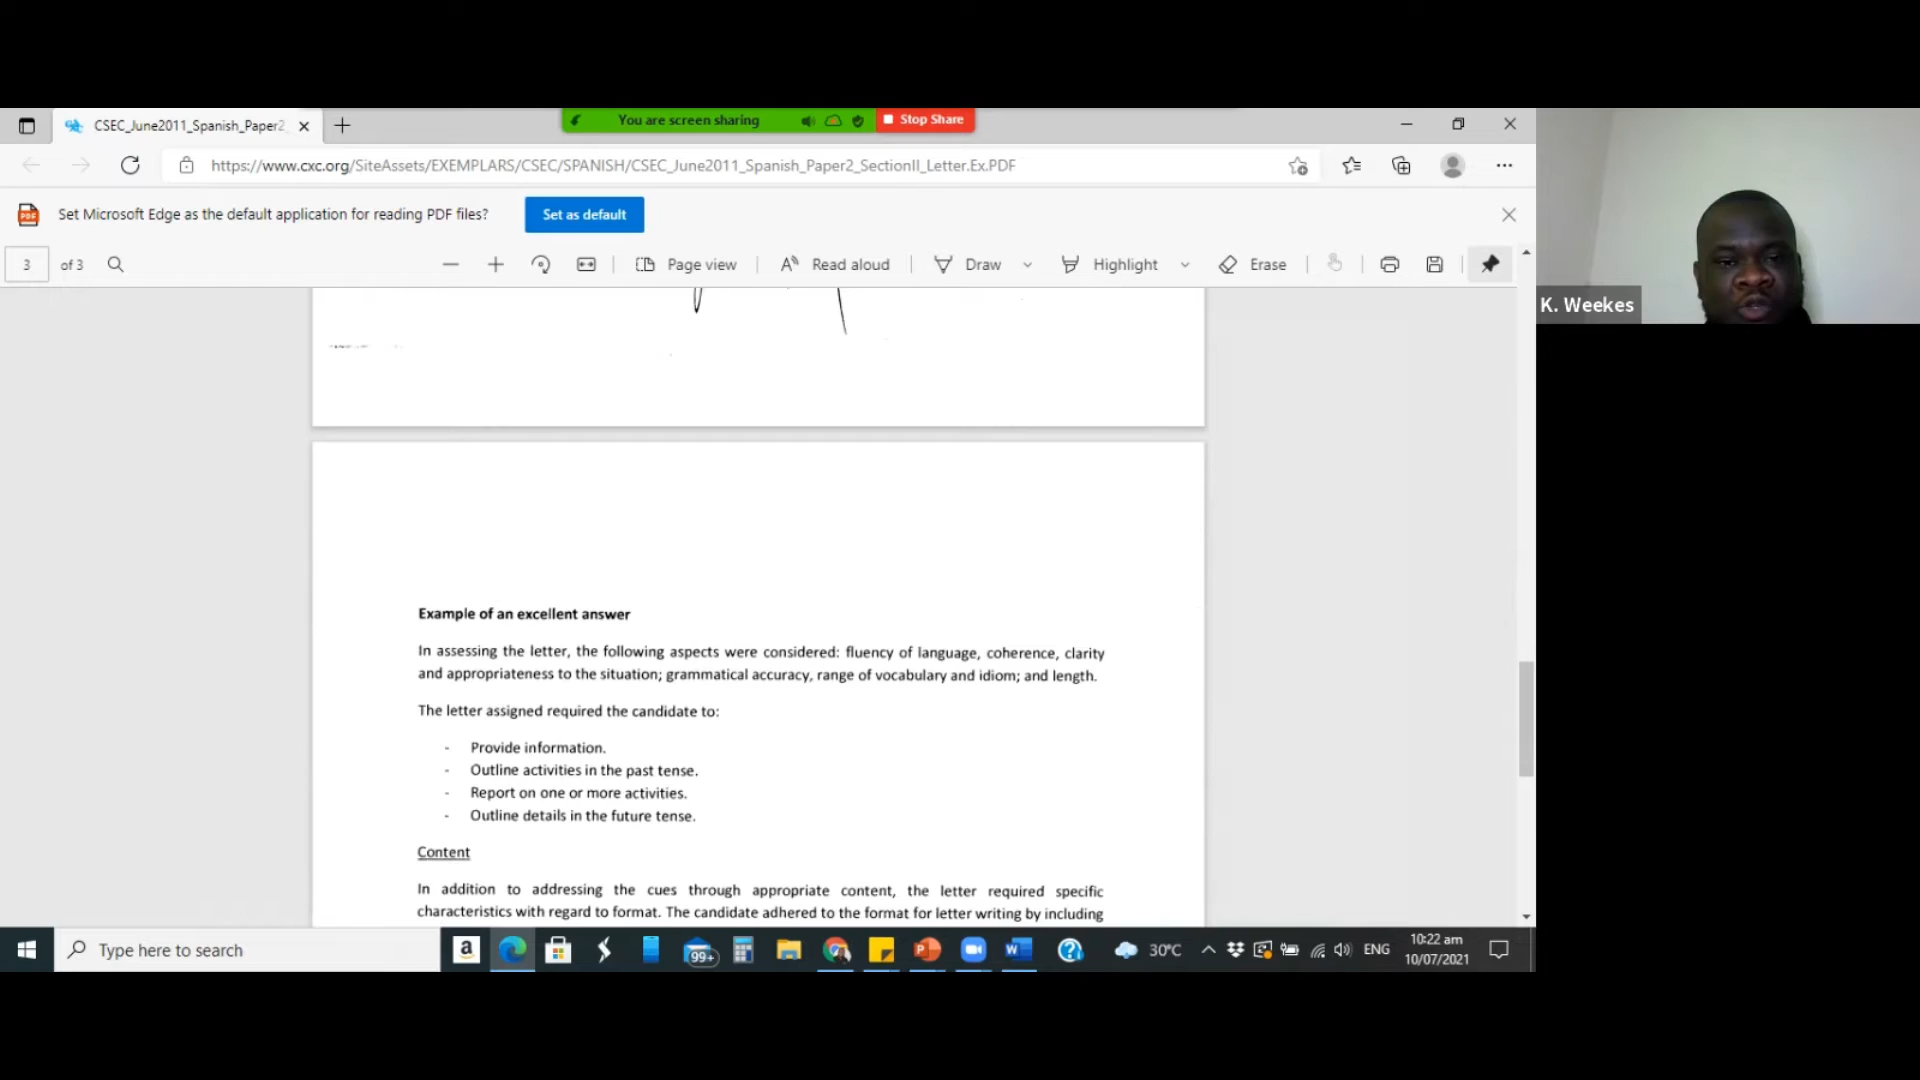 CSEC_June2011_Spanish_Paper2_
You are screen sharing
Stop Share
https://www.cxc.org/SiteAssets/EXEMPLARS/CSEC/SPANISH/CSEC_June2011_Spanish_Paper2_SectionII_Letter.Ex.PDF
PDF
Set Microsoft Edge as the default application for reading PDF files?
Set as default
3 of 3
Page view
Read aloud
Draw
Highlight
Erase
K. Weekes
Example of an excellent answer
In assessing the letter, the following aspects were considered: fluency of language, coherence, clarity
and appropriateness to the situation; grammatical accuracy, range of vocabulary and idiom; and length.
The letter assigned required the candidate to:
- Provide information.
- Outline activities in the past tense.
- Report on one or more activities.
- Outline details in the future tense.
Content
In addition to addressing the cues through appropriate content, the letter required specific
characteristics with regard to format. The candidate adhered to the format for letter writing by including
Type here to search
99+
30°C
ENG
10:22 am
10/07/2021